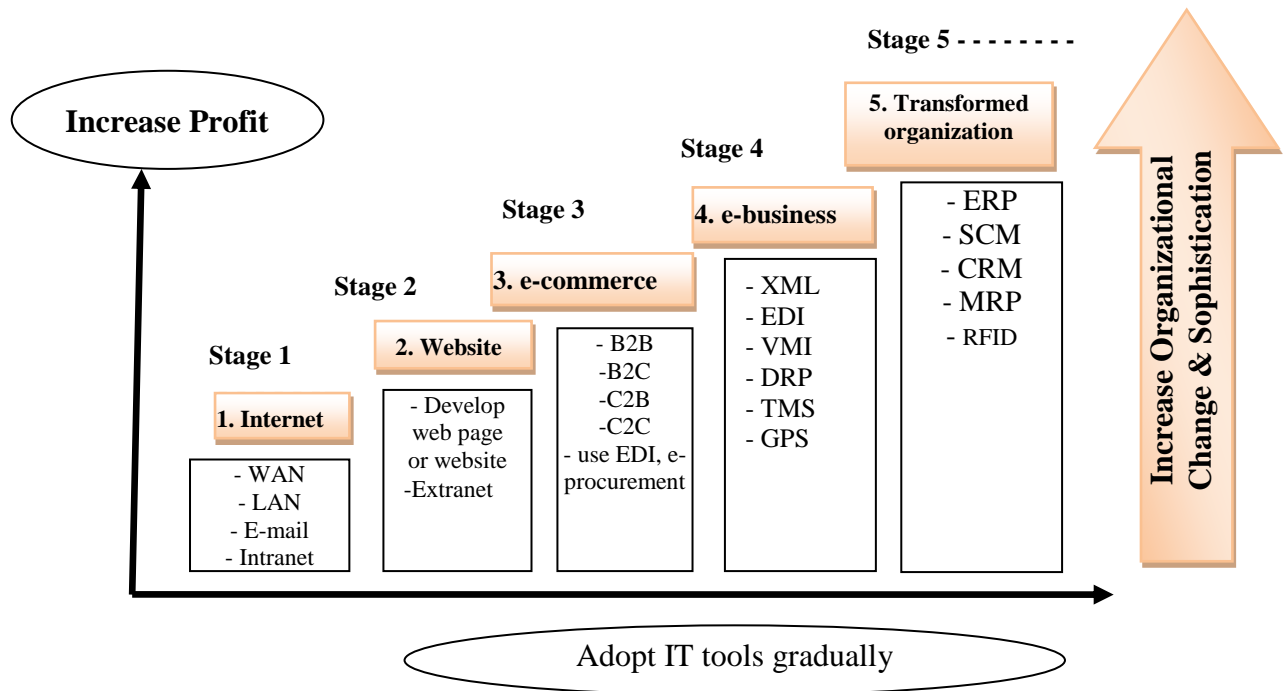 Stage 5 - - - - - - - -
5. Transformed
organization
Increase Profit
Stage 4
4. e-business
Stage 3
3. e-commerce
Stage 2
2. Website
Stage 1
1. Internet
- WAN
- LAN
- E-mail
- Intranet
- Develop
web page
or website
-Extranet
- B2B
-B2C
-C2B
-C2C
- use EDI, e-
procurement
- XML
- EDI
- VMI
- DRP
- TMS
- GPS
- ERP
- SCM
- CRM
- MRP
- RFID
Increase Organizational
Change & Sophistication
Adopt IT tools gradually